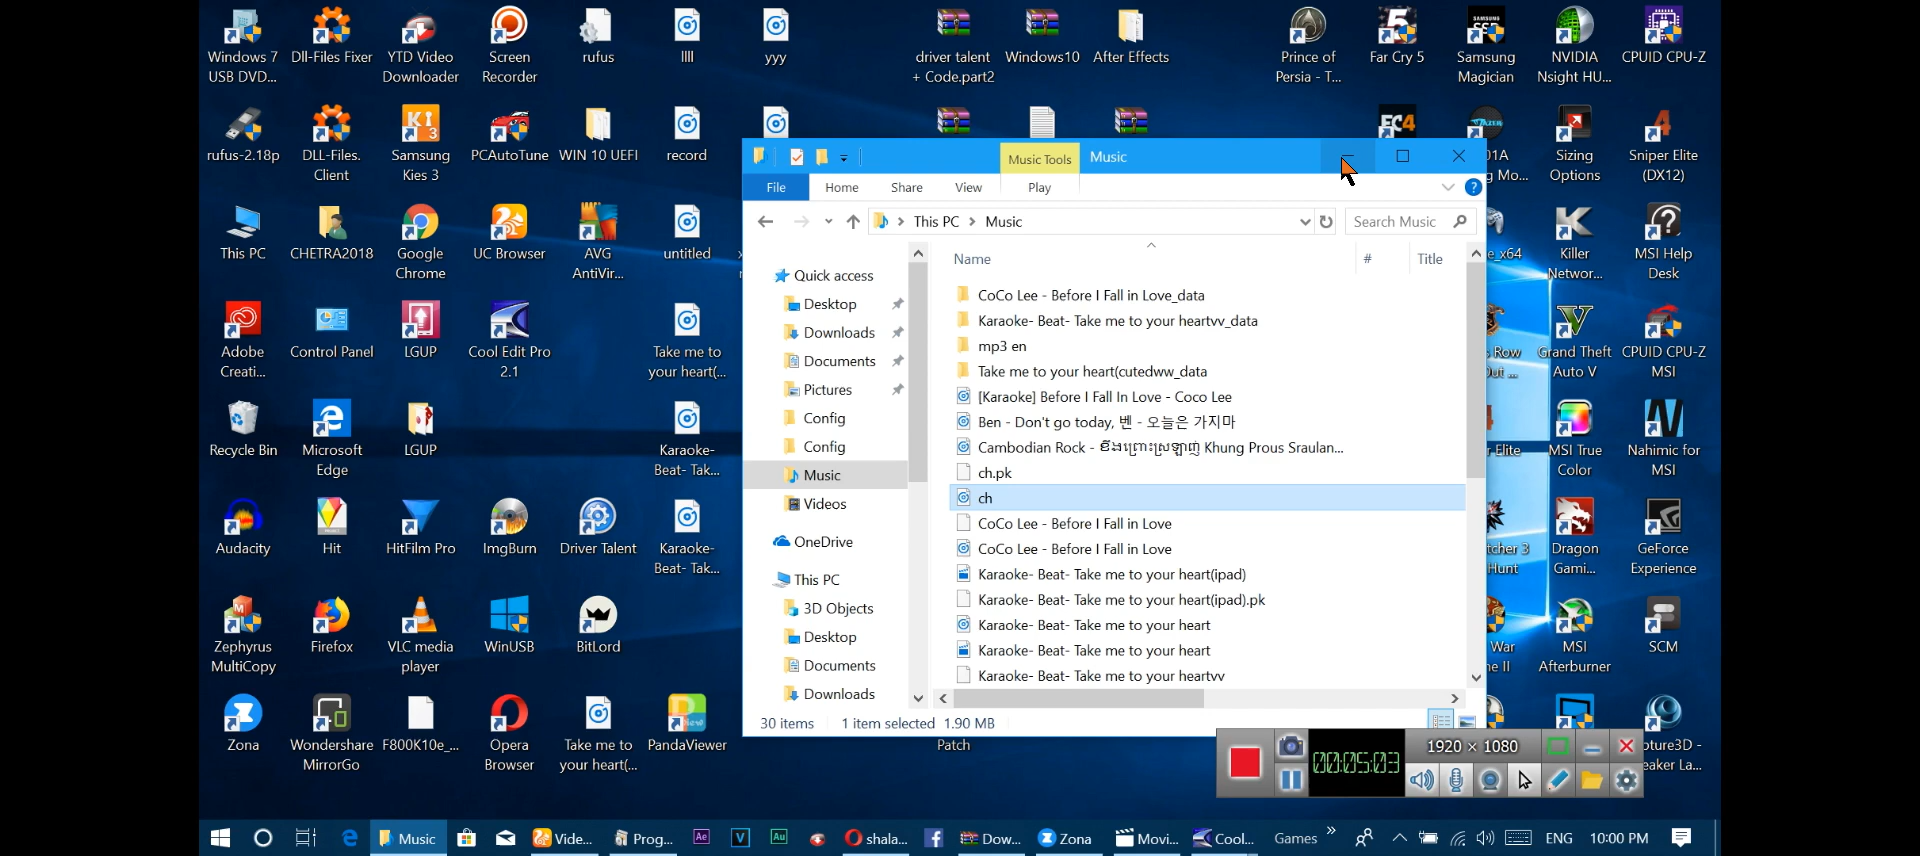 Windows 7
USB DVD...
Dll-Files Fixer
YTD Video
Downloader
Screen
Recorder
rufus
llll
yyy
driver talent
+ Code.part2
Windows10
After Effects
Prince of
Persia - T...
Far Cry 5
Samsung
Magician
NVIDIA
Nsight HU...
CPUID CPU-Z
rufus-2.18p
DLL-Files.
Client
Samsung
Kies 3
PCAutoTune
WIN 10 UEFI
record
Sizing
Options
Sniper Elite
(DX12)
This PC
CHETRA2018
Google
Chrome
UC Browser
AVG
AntiVir...
untitled
e_x64
Killer
Networ...
MSI Help
Desk
Adobe
Creati...
Control Panel
LGUP
Cool Edit Pro
2.1
Take me to
your heart(...
s Row
Out ...
Grand Theft
Auto V
CPUID CPU-Z
MSI
Recycle Bin
Microsoft
Edge
LGUP
Karaoke-
Beat- Tak...
r Elite
MSI True
Color
Nahimic for
MSI
Audacity
Hit
HitFilm Pro
ImgBurn
Driver Talent
Karaoke-
Beat- Tak...
tcher 3
Hunt
Dragon
Gami...
GeForce
Experience
Zephyrus
MultiCopy
Firefox
VLC media
player
WinUSB
BitLord
War
ne II
MSI
Afterburner
SCM
Zona
Wondershare
MirrorGo
F800K10e_...
Opera
Browser
Take me to
your heart(...
PandaViewer
Patch
pture3D -
eaker La...
Music Tools
Music
File
Home
Share
View
Play
This PC
Music
Search Music
Name
#
Title
Quick access
Desktop
Downloads
Documents
Pictures
Config
Config
Music
Videos
OneDrive
This PC
3D Objects
Desktop
Documents
Downloads
CoCo Lee - Before I Fall in Love_data
Karaoke- Beat- Take me to your heartvv_data
mp3 en
Take me to your heart(cutedww_data
[Karaoke] Before I Fall In Love - Coco Lee
Ben - Don't go today, 벤 - 오늘은 가지마
Cambodian Rock - ខឹងព្រោះស្រឡាញ់ Khung Prous Sraulan...
ch.pk
ch
CoCo Lee - Before I Fall in Love
CoCo Lee - Before I Fall in Love
Karaoke- Beat- Take me to your heart(ipad)
Karaoke- Beat- Take me to your heart(ipad).pk
Karaoke- Beat- Take me to your heart
Karaoke- Beat- Take me to your heart
Karaoke- Beat- Take me to your heartvv
30 items
1 item selected 1.90 MB
00:05:03
1920 × 1080
Music
Vide...
Prog...
Ae
V
Au
shala...
Dow...
Zona
Movi...
Cool...
Games
ENG
10:00 PM